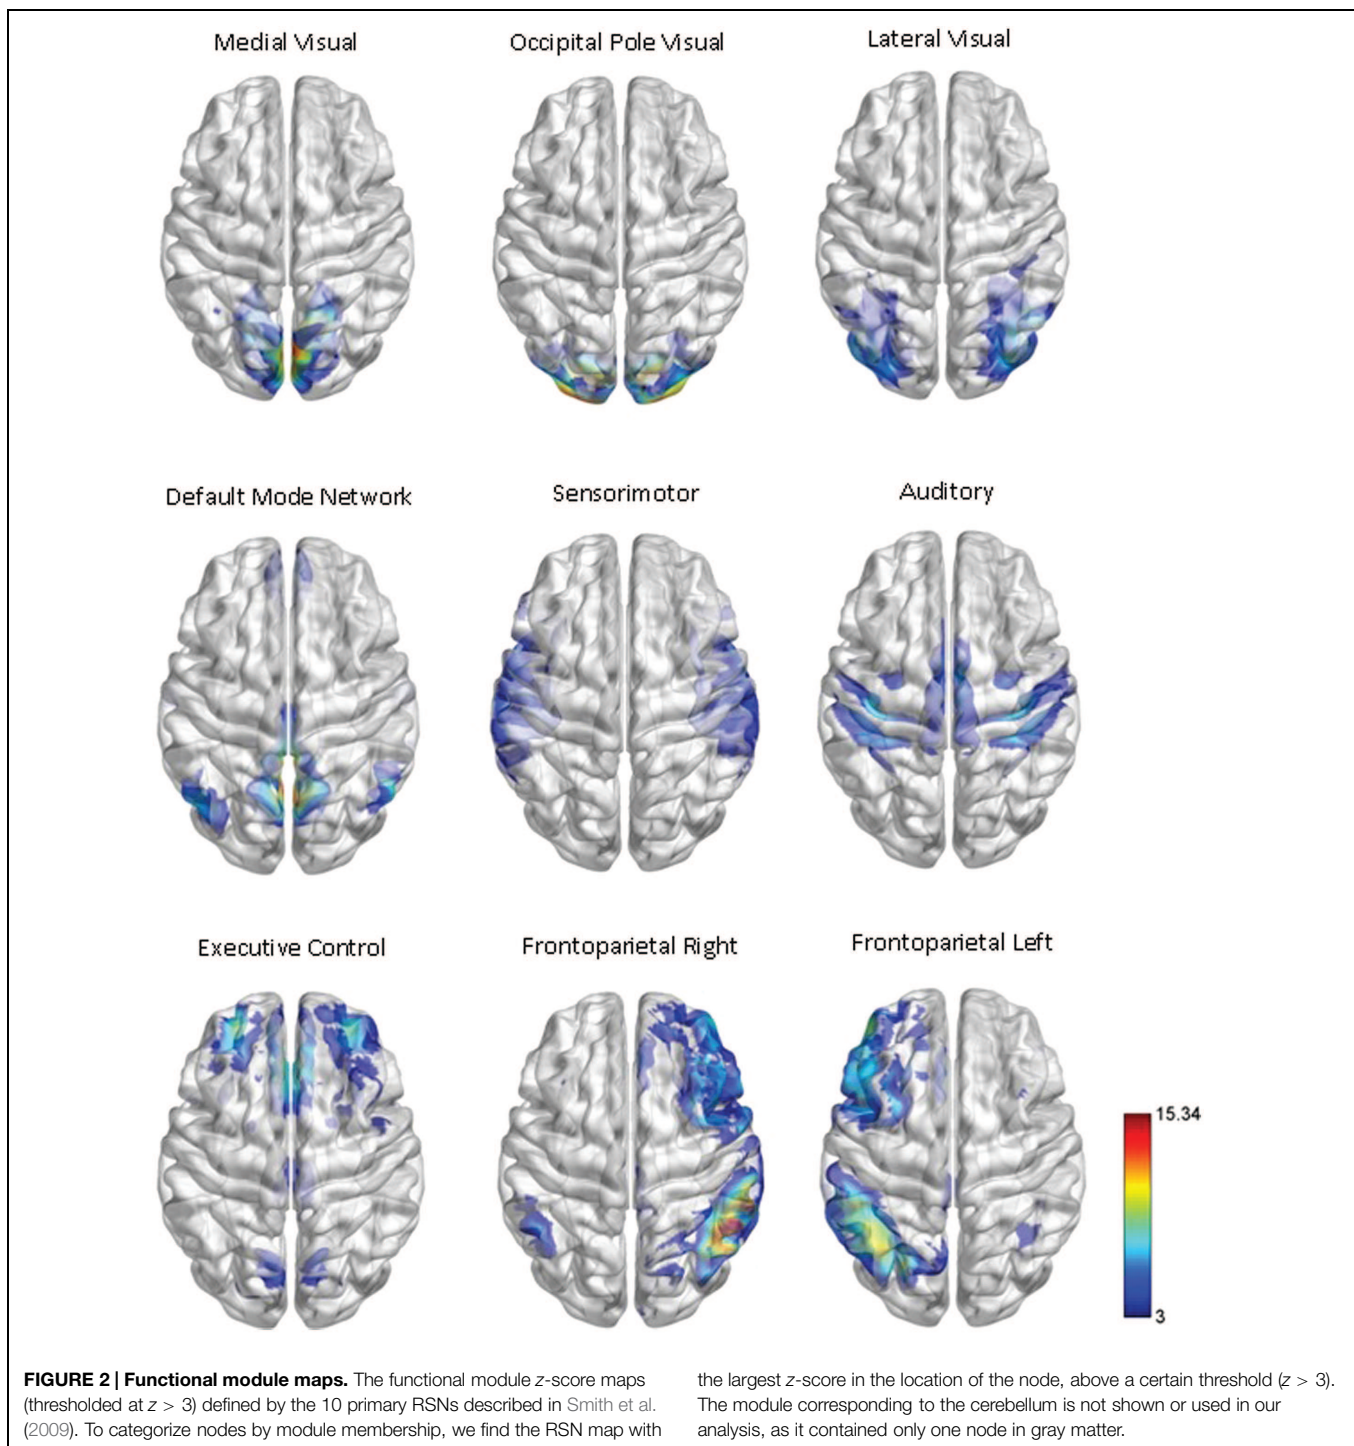 Medial Visual
Occipital Pole Visual
Lateral Visual
Default Mode Network
Sensorimotor
Auditory
Executive Control
Frontoparietal Right
Frontoparietal Left
15.34
3
FIGURE 2 | Functional module maps. The functional module z-score maps
(thresholded at z > 3) defined by the 10 primary RSNs described in Smith et al.
(2009). To categorize nodes by module membership, we find the RSN map with
the largest z-score in the location of the node, above a certain threshold (z > 3).
The module corresponding to the cerebellum is not shown or used in our
analysis, as it contained only one node in gray matter.